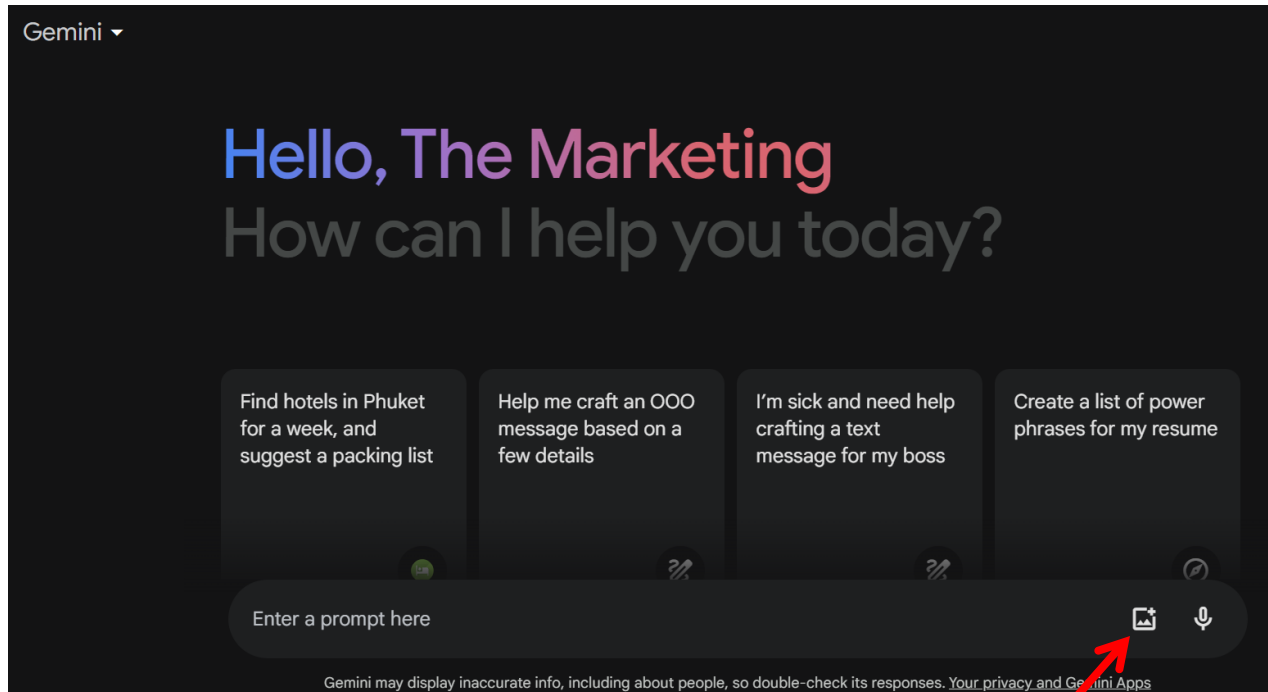 Gemini
Hello, The Marketing
How can I help you today?
Find hotels in Phuket
for a week, and
suggest a packing list
Help me craft an OOO
message based on a
few details
I'm sick and need help
crafting a text
message for my boss
Create a list of power
phrases for my resume
Enter a prompt here
Gemini may display inaccurate info, including about people, so double-check its responses. Your privacy and Gemini Apps